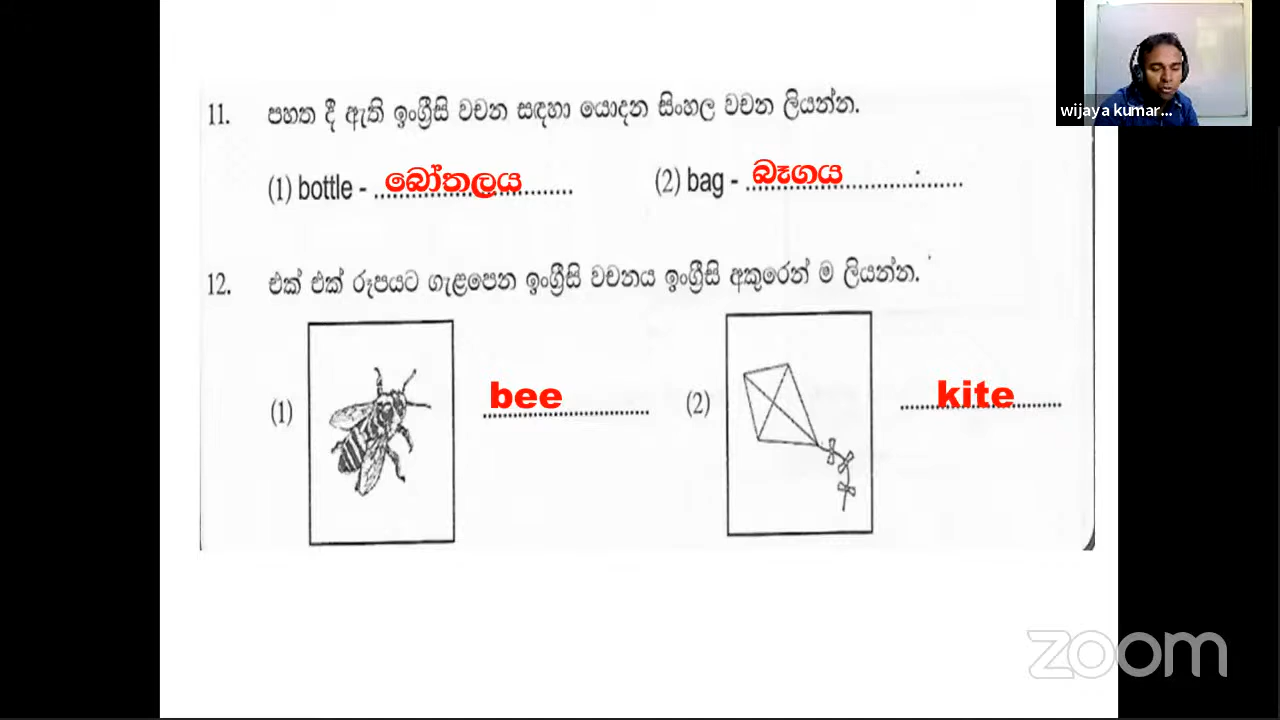 wijaya kumar...
11. පහත දී ඇති ඉංග්‍රීසි වචන සඳහා යොදන සිංහල වචන ලියන්න.
(1) bottle - බෝතලය (2) bag - බෑගය
12. එක් එක් රූපයට ගැළපෙන ඉංග්‍රීසි වචනය ඉංග්‍රීසි අකුරෙන් ම ලියන්න.
(1) bee (2) kite
zoom